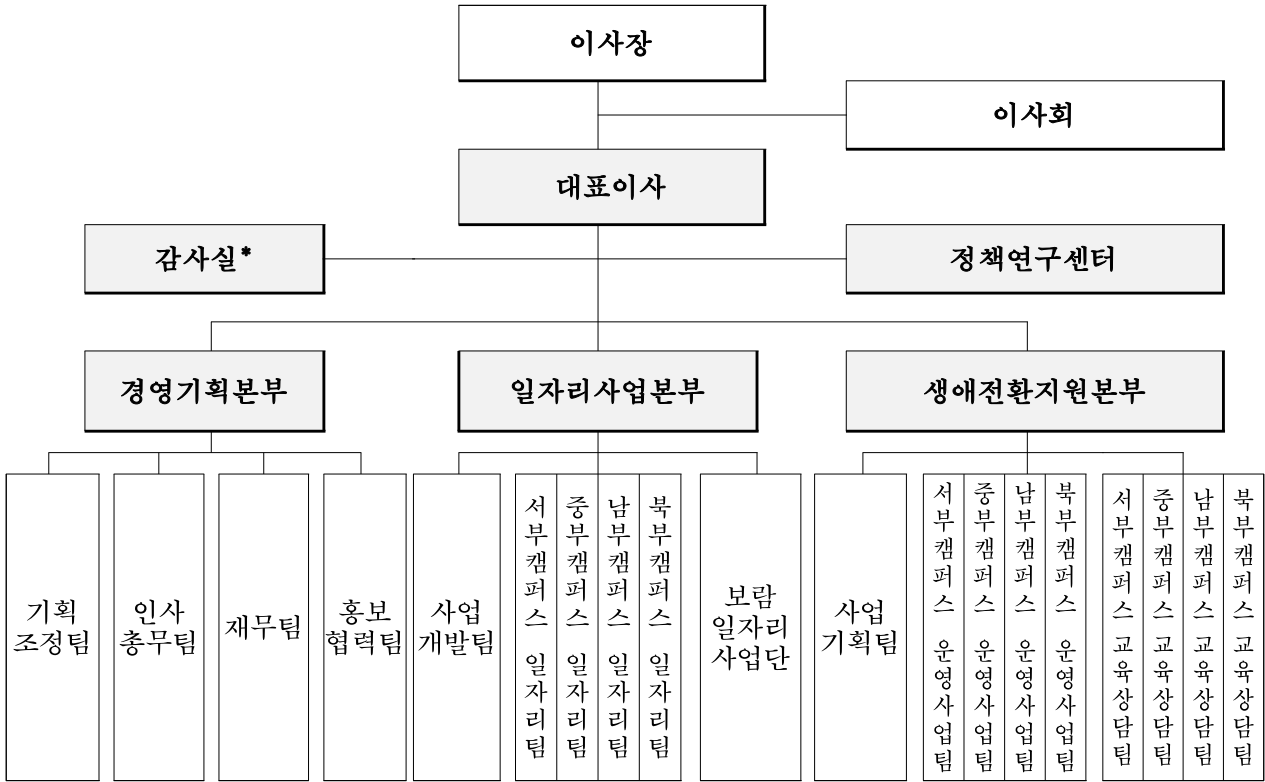 이사장
이사회
대표이사
감사실*
정책연구센터
경영기획본부
일자리사업본부
생애전환지원본부
기획
조정팀
인사
총무팀
재무팀
홍보
협력팀
사업
개발팀
서부캠퍼스 일자리팀
중부캠퍼스 일자리팀
남부캠퍼스 일자리팀
북부캠퍼스 일자리팀
보람
일자리
사업단
사업
기획팀
서부캠퍼스 운영사업팀
중부캠퍼스 운영사업팀
남부캠퍼스 운영사업팀
북부캠퍼스 운영사업팀
서부캠퍼스 교육상담팀
중부캠퍼스 교육상담팀
남부캠퍼스 교육상담팀
북부캠퍼스 교육상담팀